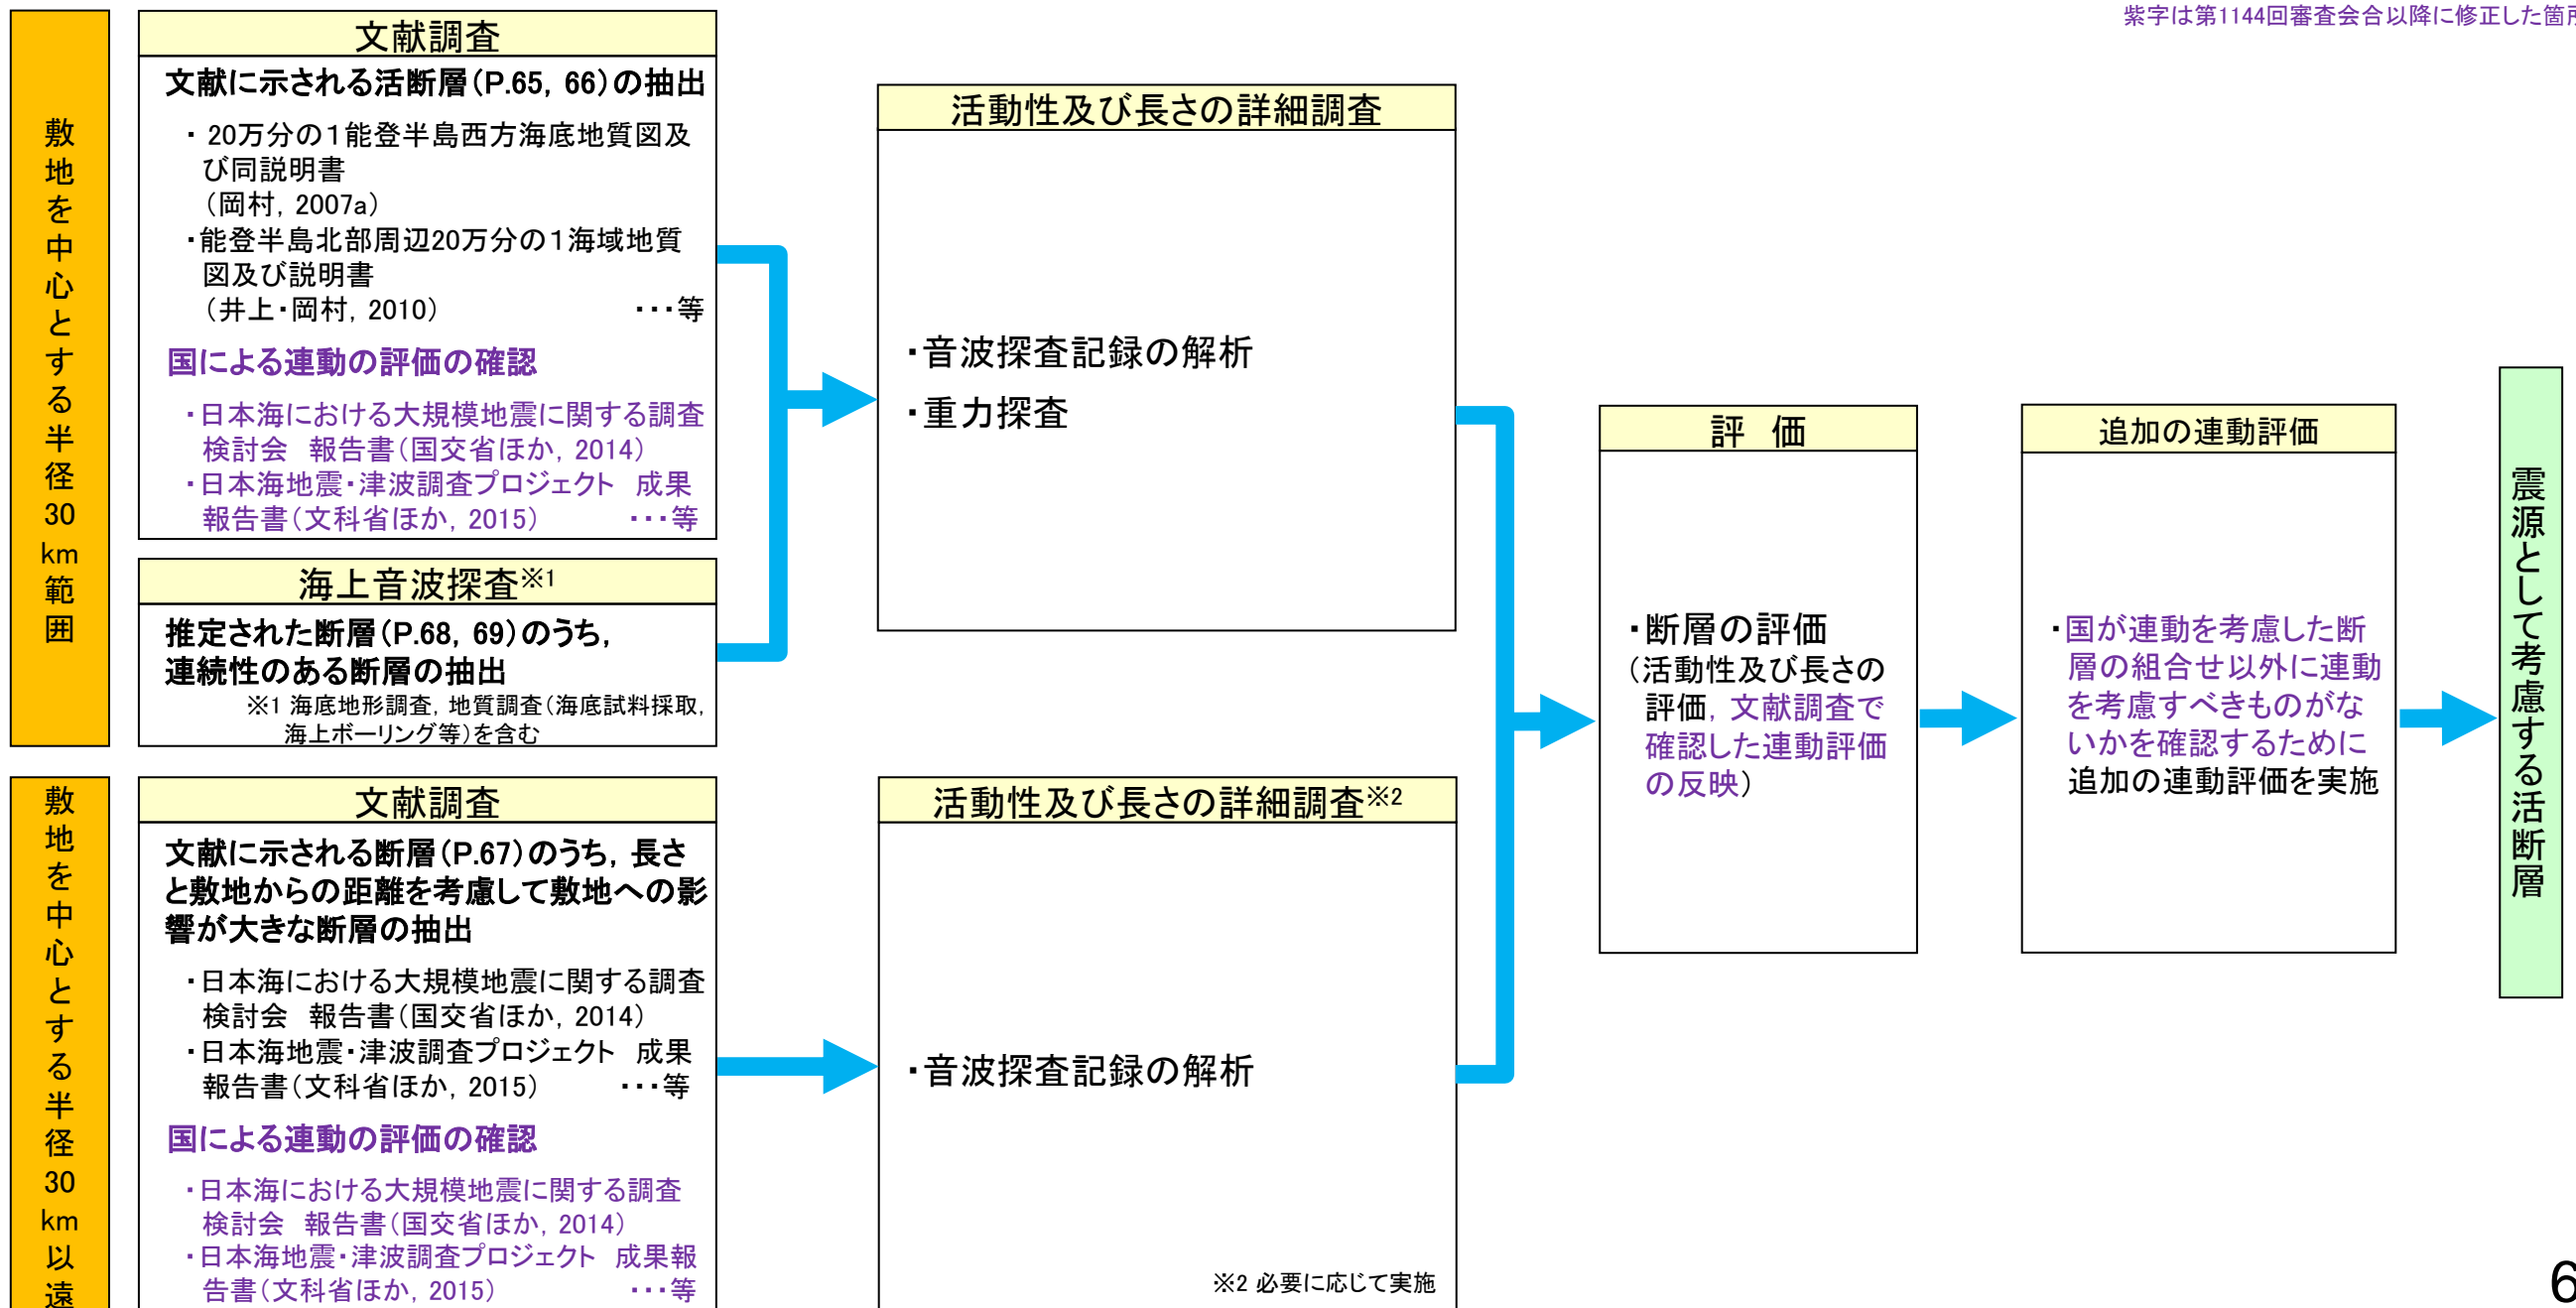 紫字は第1144回審査会合以降に修正した箇所
敷地を中心とする半径30km範囲
文献調査
文献に示される活断層(P.65, 66)の抽出
・ 20万分の1能登半島西方海底地質図及
び同説明書
(岡村, 2007a)
・能登半島北部周辺20万分の1海域地質
図及び説明書
(井上・岡村, 2010) ・・・等
国による連動の評価の確認
・日本海における大規模地震に関する調査
検討会 報告書(国交省ほか, 2014)
・日本海地震・津波調査プロジェクト 成果
報告書(文科省ほか, 2015) ・・・等
海上音波探査※1
推定された断層(P.68, 69)のうち,
連続性のある断層の抽出
※1 海底地形調査, 地質調査(海底試料採取,
海上ボーリング等)を含む
活動性及び長さの詳細調査
・音波探査記録の解析
・重力探査
敷地を中心とする半径30km以遠
文献調査
文献に示される断層(P.67)のうち, 長さ
と敷地からの距離を考慮して敷地への影
響が大きな断層の抽出
・日本海における大規模地震に関する調査
検討会 報告書(国交省ほか, 2014)
・日本海地震・津波調査プロジェクト 成果
報告書(文科省ほか, 2015) ・・・等
国による連動の評価の確認
・日本海における大規模地震に関する調査
検討会 報告書(国交省ほか, 2014)
・日本海地震・津波調査プロジェクト 成果報
告書(文科省ほか, 2015) ・・・等
活動性及び長さの詳細調査※2
・音波探査記録の解析
※2 必要に応じて実施
評 価
・断層の評価
(活動性及び長さの
評価, 文献調査で
確認した連動評価
の反映)
追加の連動評価
・国が連動を考慮した断
層の組合せ以外に連動
を考慮すべきものがな
いかを確認するために
追加の連動評価を実施
震源として考慮する活断層